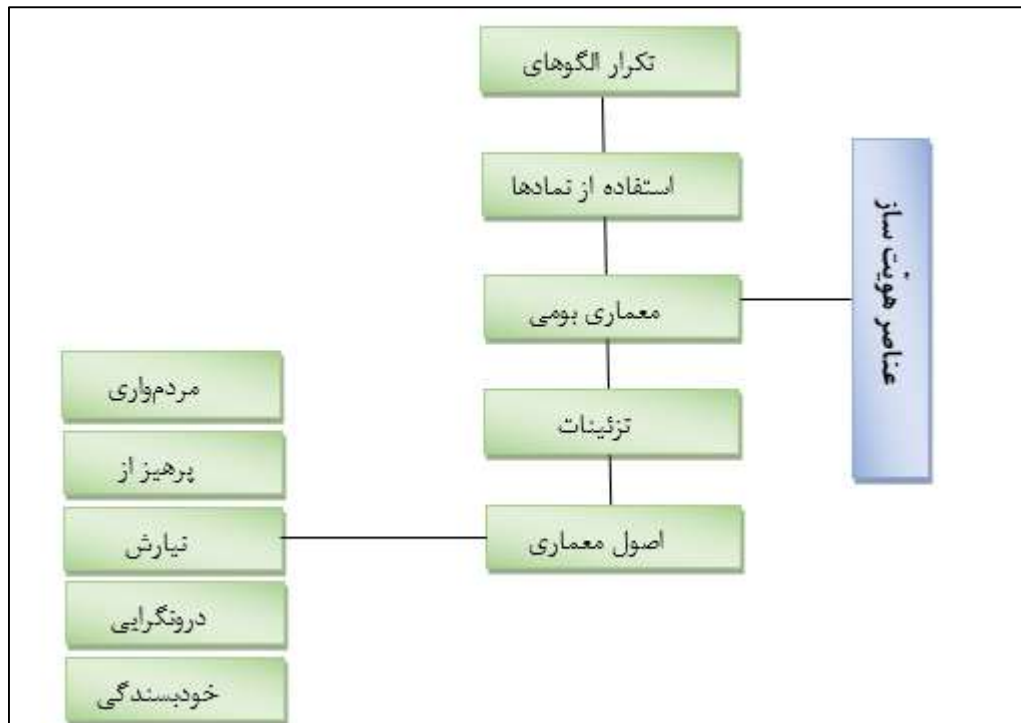 عناصر هویّت ساز
تکرار الگوهای
استفاده از نمادها
معماری بومی
تزئینات
اصول معماری
مردم‌واری
پرهیز از
نیارش
درونگرایی
خودبسندگی